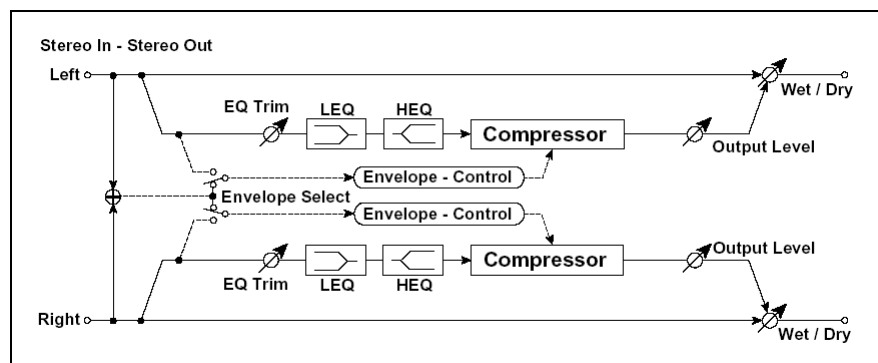 Stereo In - Stereo Out
Left
Wet / Dry
EQ Trim
LEQ
HEQ
Compressor
Output Level
Envelope - Control
Envelope Select
Envelope - Control
Output Level
EQ Trim
LEQ
HEQ
Compressor
Right
Wet / Dry